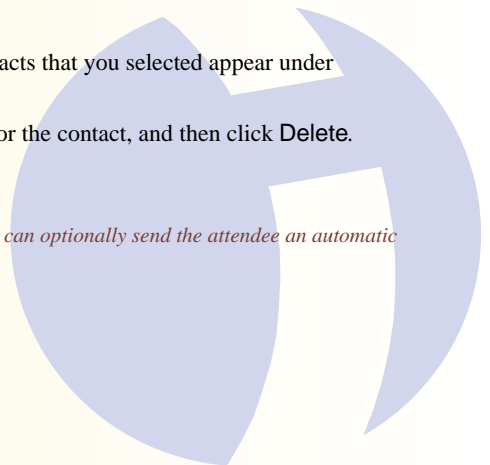 acts that you selected appear under
or the contact, and then click Delete.
can optionally send the attendee an automatic